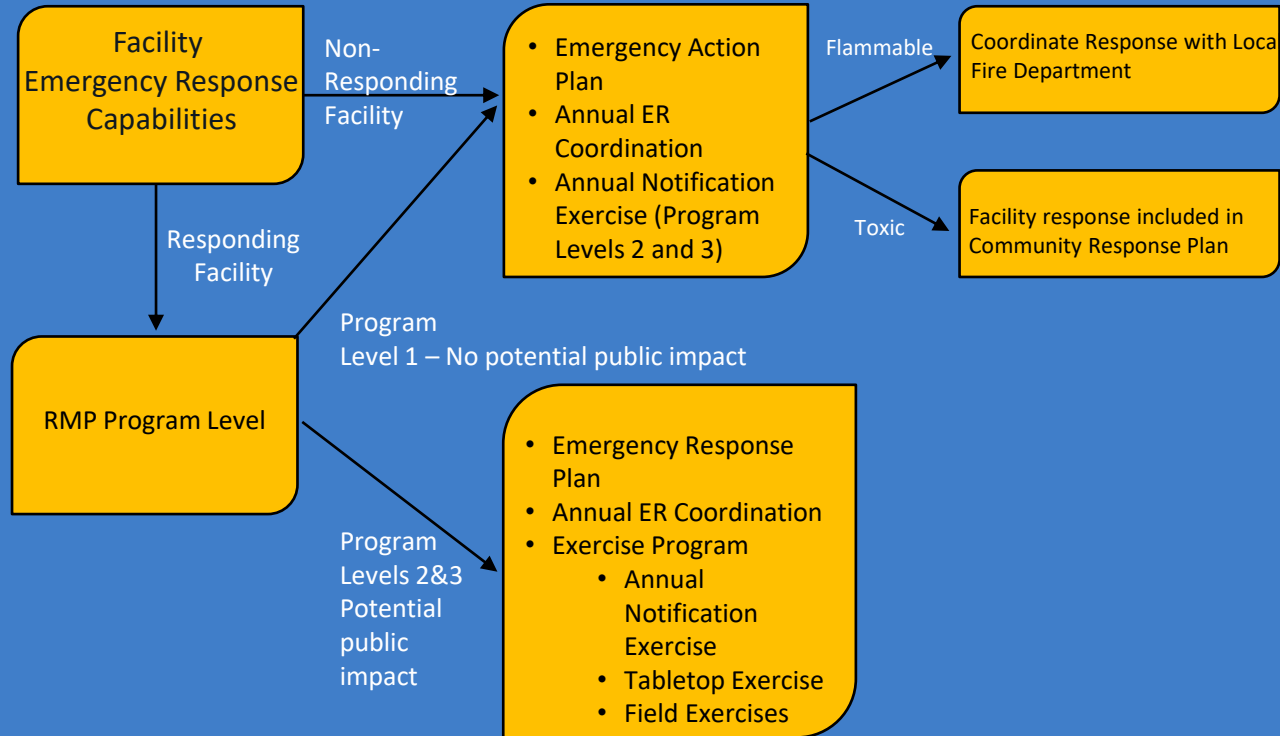 Facility
Emergency Response
Capabilities
Non-
Responding
Facility
• Emergency Action
Plan
• Annual ER
Coordination
• Annual Notification
Exercise (Program
Levels 2 and 3)
Flammable
Coordinate Response with Loca
Fire Department
Toxic
Facility response included in
Community Response Plan
Responding
Facility
Program
Level 1 – No potential public impact
RMP Program Level
Program
Levels 2&3
Potential
public
impact
• Emergency Response
Plan
• Annual ER Coordination
• Exercise Program
• Annual
Notification
Exercise
• Tabletop Exercise
• Field Exercises